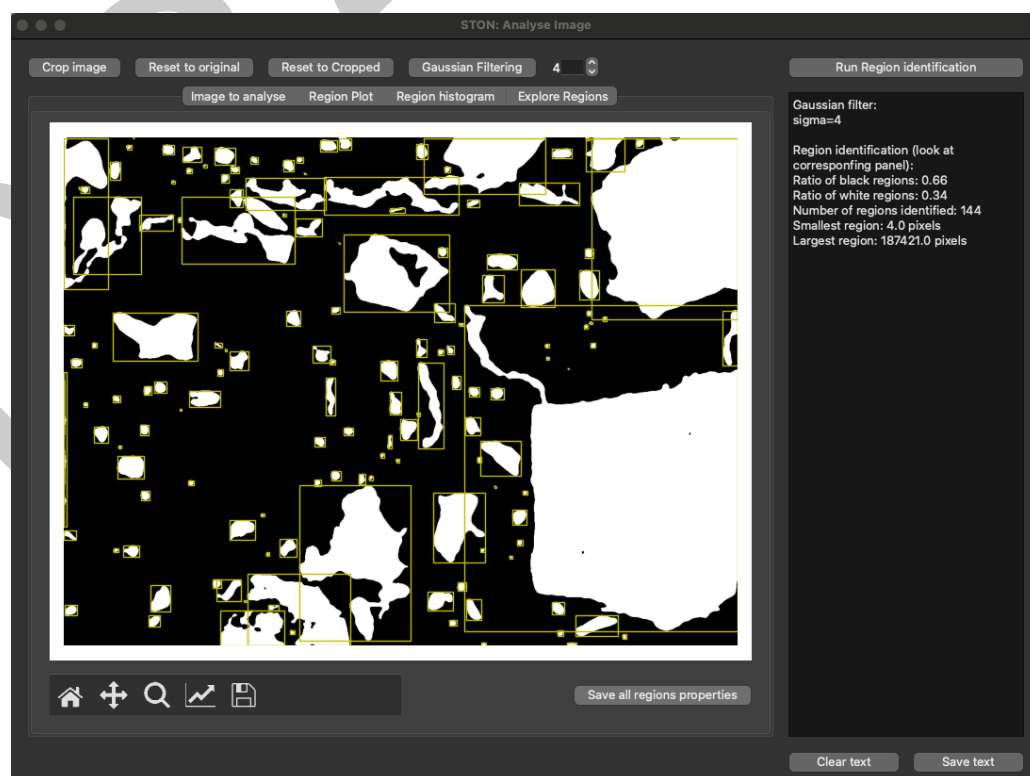 STON: Analyse Image
Crop image Reset to original Reset to Cropped Gaussian Filtering 4 Run Region identification
Image to analyse Region Plot Region histogram Explore Regions
Gaussian filter:
sigma=4
Region identification (look at
corresponfing panel):
Ratio of black regions: 0.66
Ratio of white regions: 0.34
Number of regions identified: 144
Smallest region: 4.0 pixels
Largest region: 187421.0 pixels
Save all regions properties
Clear text Save text